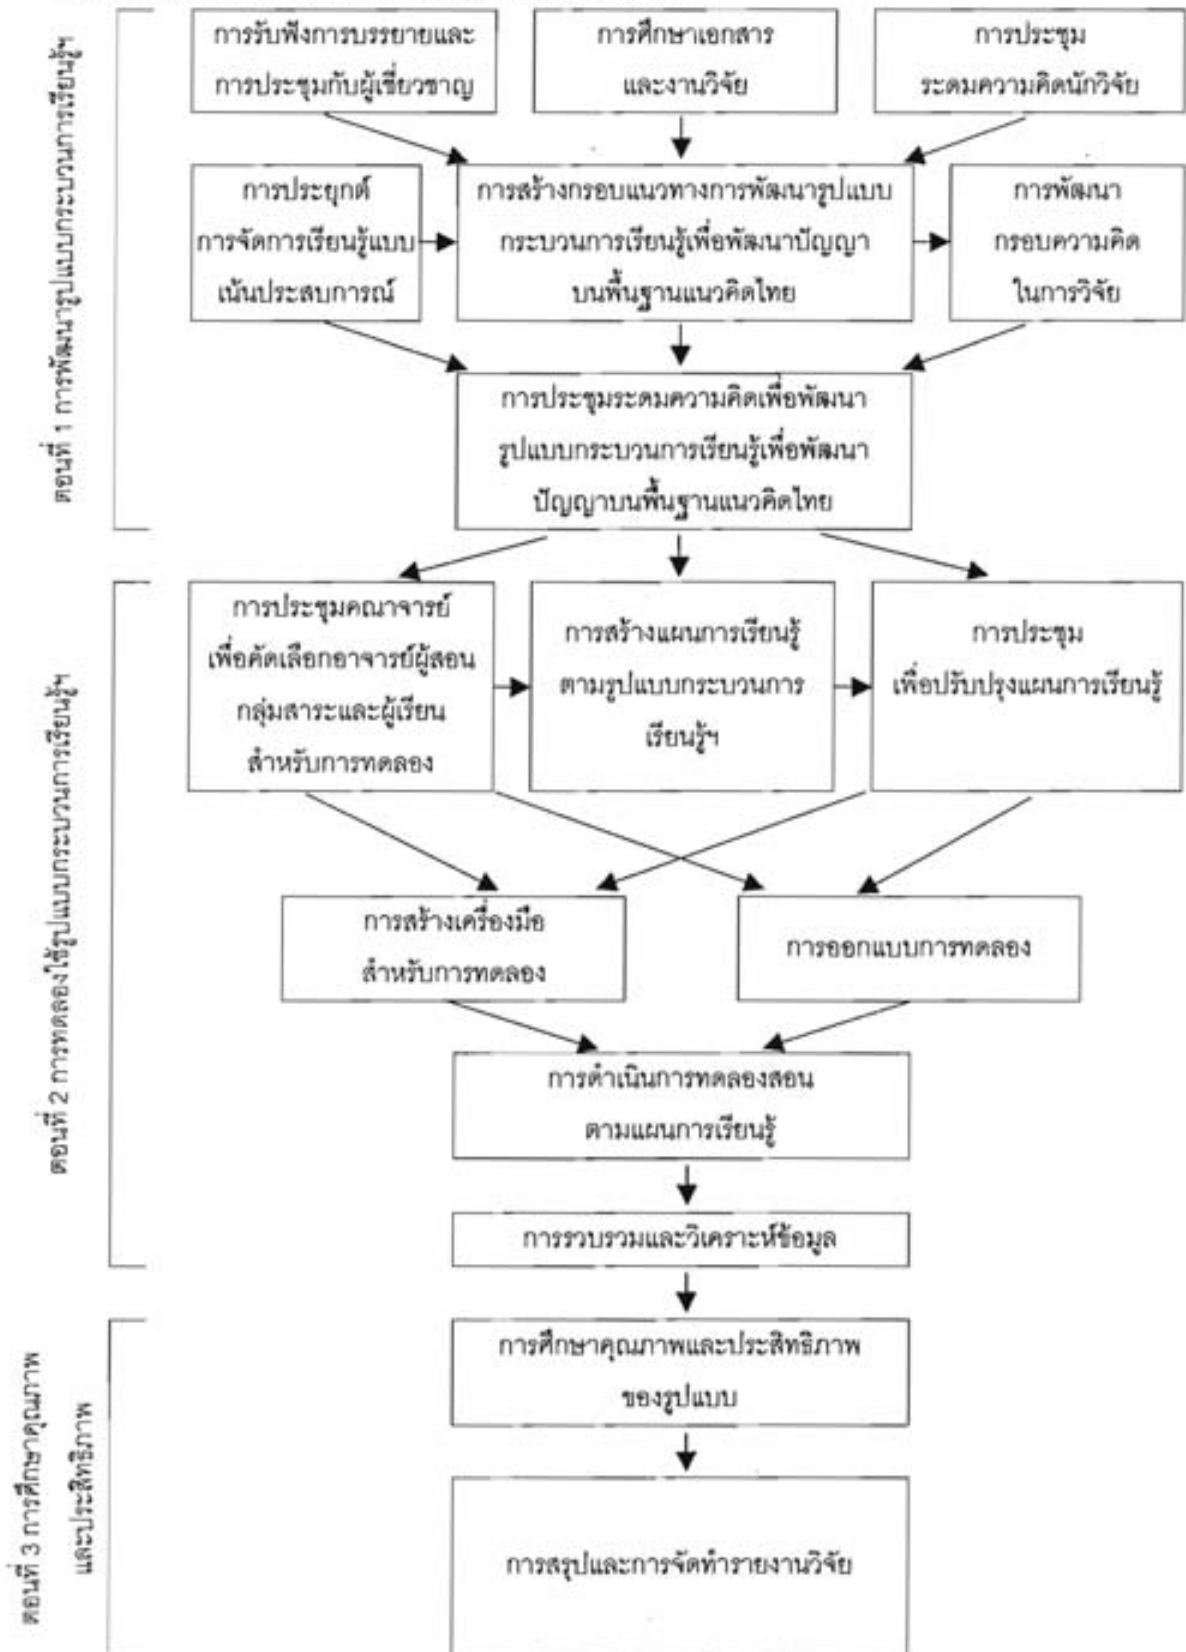 ตอนที่ 1 การพัฒนารูปแบบกระบวนการเรียนรู้ฯ
การรับฟังการบรรยายและ
การประชุมกับผู้เชี่ยวชาญ
การศึกษาเอกสาร
และงานวิจัย
การประชุม
ระดมความคิดนักวิจัย
การประยุกต์
การจัดการเรียนรู้แบบ
เน้นประสบการณ์
การสร้างกรอบแนวทางการพัฒนารูปแบบ
กระบวนการเรียนรู้เพื่อพัฒนาปัญญา
บนพื้นฐานแนวคิดไทย
การพัฒนา
กรอบความคิด
ในการวิจัย
การประชุมระดมความคิดเพื่อพัฒนา
รูปแบบกระบวนการเรียนรู้เพื่อพัฒนา
ปัญญาบนพื้นฐานแนวคิดไทย
ตอนที่ 2 การทดลองใช้รูปแบบกระบวนการเรียนรู้ฯ
การประชุมคณาจารย์
เพื่อคัดเลือกอาจารย์ผู้สอน
กลุ่มสาระและผู้เรียน
สำหรับการทดลอง
การสร้างแผนการเรียนรู้
ตามรูปแบบกระบวนการ
เรียนรู้ฯ
การประชุม
เพื่อปรับปรุงแผนการเรียนรู้
การสร้างเครื่องมือ
สำหรับการทดลอง
การออกแบบการทดลอง
การดำเนินการทดลองสอน
ตามแผนการเรียนรู้
การรวบรวมและวิเคราะห์ข้อมูล
ตอนที่ 3 การศึกษาคุณภาพ
และประสิทธิภาพ
การศึกษาคุณภาพและประสิทธิภาพ
ของรูปแบบ
การสรุปและการจัดทำรายงานวิจัย